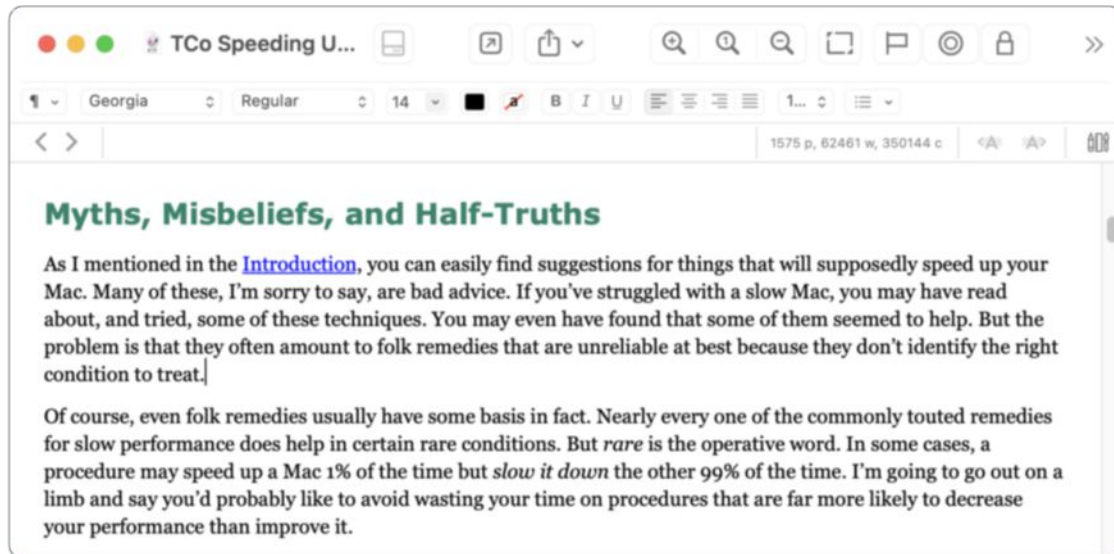 TCo Speeding U...
¶ Georgia Regular 14 a B I U 1...
1575 p, 62461 w, 350144 c <A A>
Myths, Misbeliefs, and Half-Truths
As I mentioned in the Introduction, you can easily find suggestions for things that will supposedly speed up your
Mac. Many of these, I’m sorry to say, are bad advice. If you’ve struggled with a slow Mac, you may have read
about, and tried, some of these techniques. You may even have found that some of them seemed to help. But the
problem is that they often amount to folk remedies that are unreliable at best because they don’t identify the right
condition to treat.
Of course, even folk remedies usually have some basis in fact. Nearly every one of the commonly touted remedies
for slow performance does help in certain rare conditions. But rare is the operative word. In some cases, a
procedure may speed up a Mac 1% of the time but slow it down the other 99% of the time. I’m going to go out on a
limb and say you’d probably like to avoid wasting your time on procedures that are far more likely to decrease
your performance than improve it.